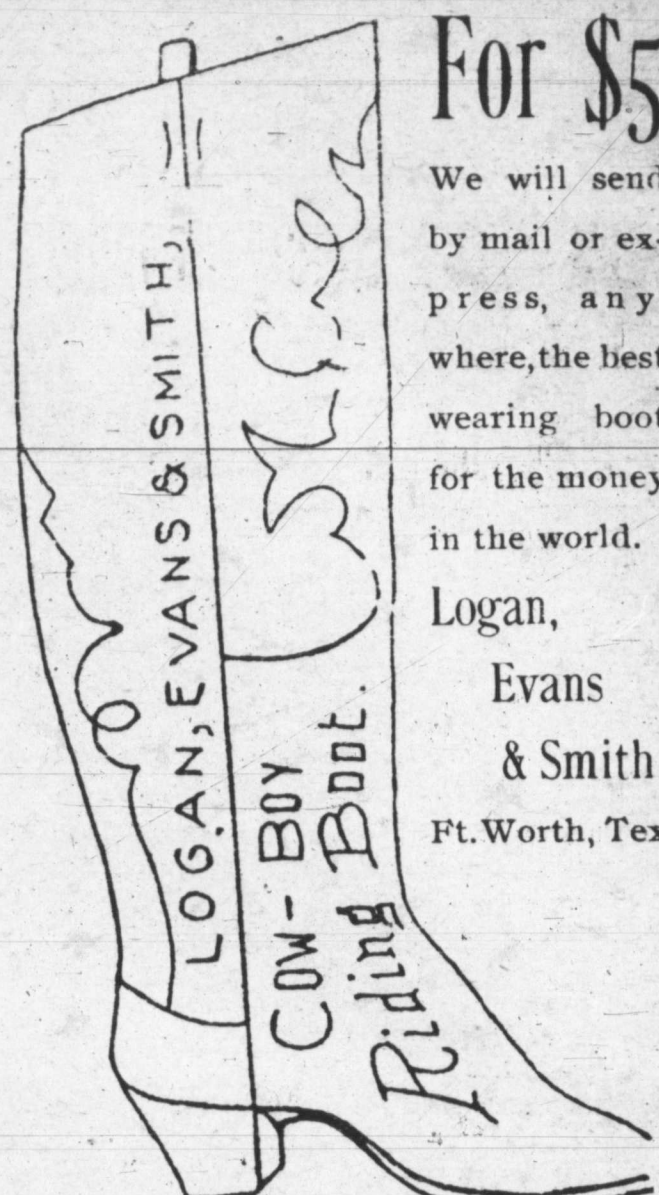 For $5
We will send
by mail or ex-
press, any
where, the best
wearing boot
for the money
in the world.
Logan,
Evans
& Smith
Ft. Worth, Tex
LOGAN, EVANS & SMITH,
COW-BOY
Riding Boot.